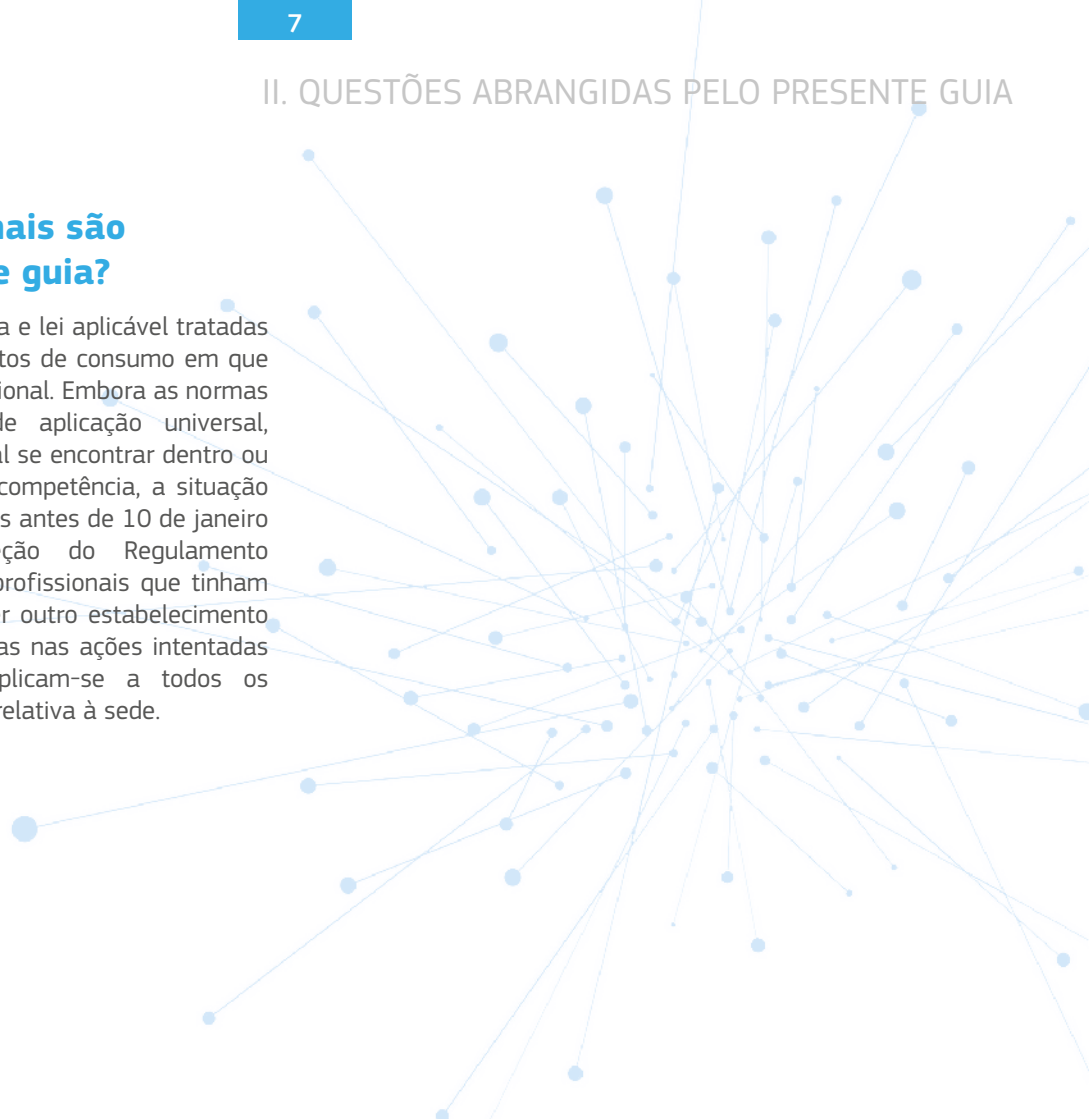 7
II. QUESTÕES ABRANGIDAS PELO PRESENTE GUIA
ais são
e guia?
a e lei aplicável tratadas
tos de consumo em que
ional. Embora as normas
de aplicação universal,
al se encontrar dentro ou
competência, a situação
s antes de 10 de janeiro
ção do Regulamento
profissionais que tinham
r outro estabelecimento
as nas ações intentadas
plicam-se a todos os
relativa à sede.